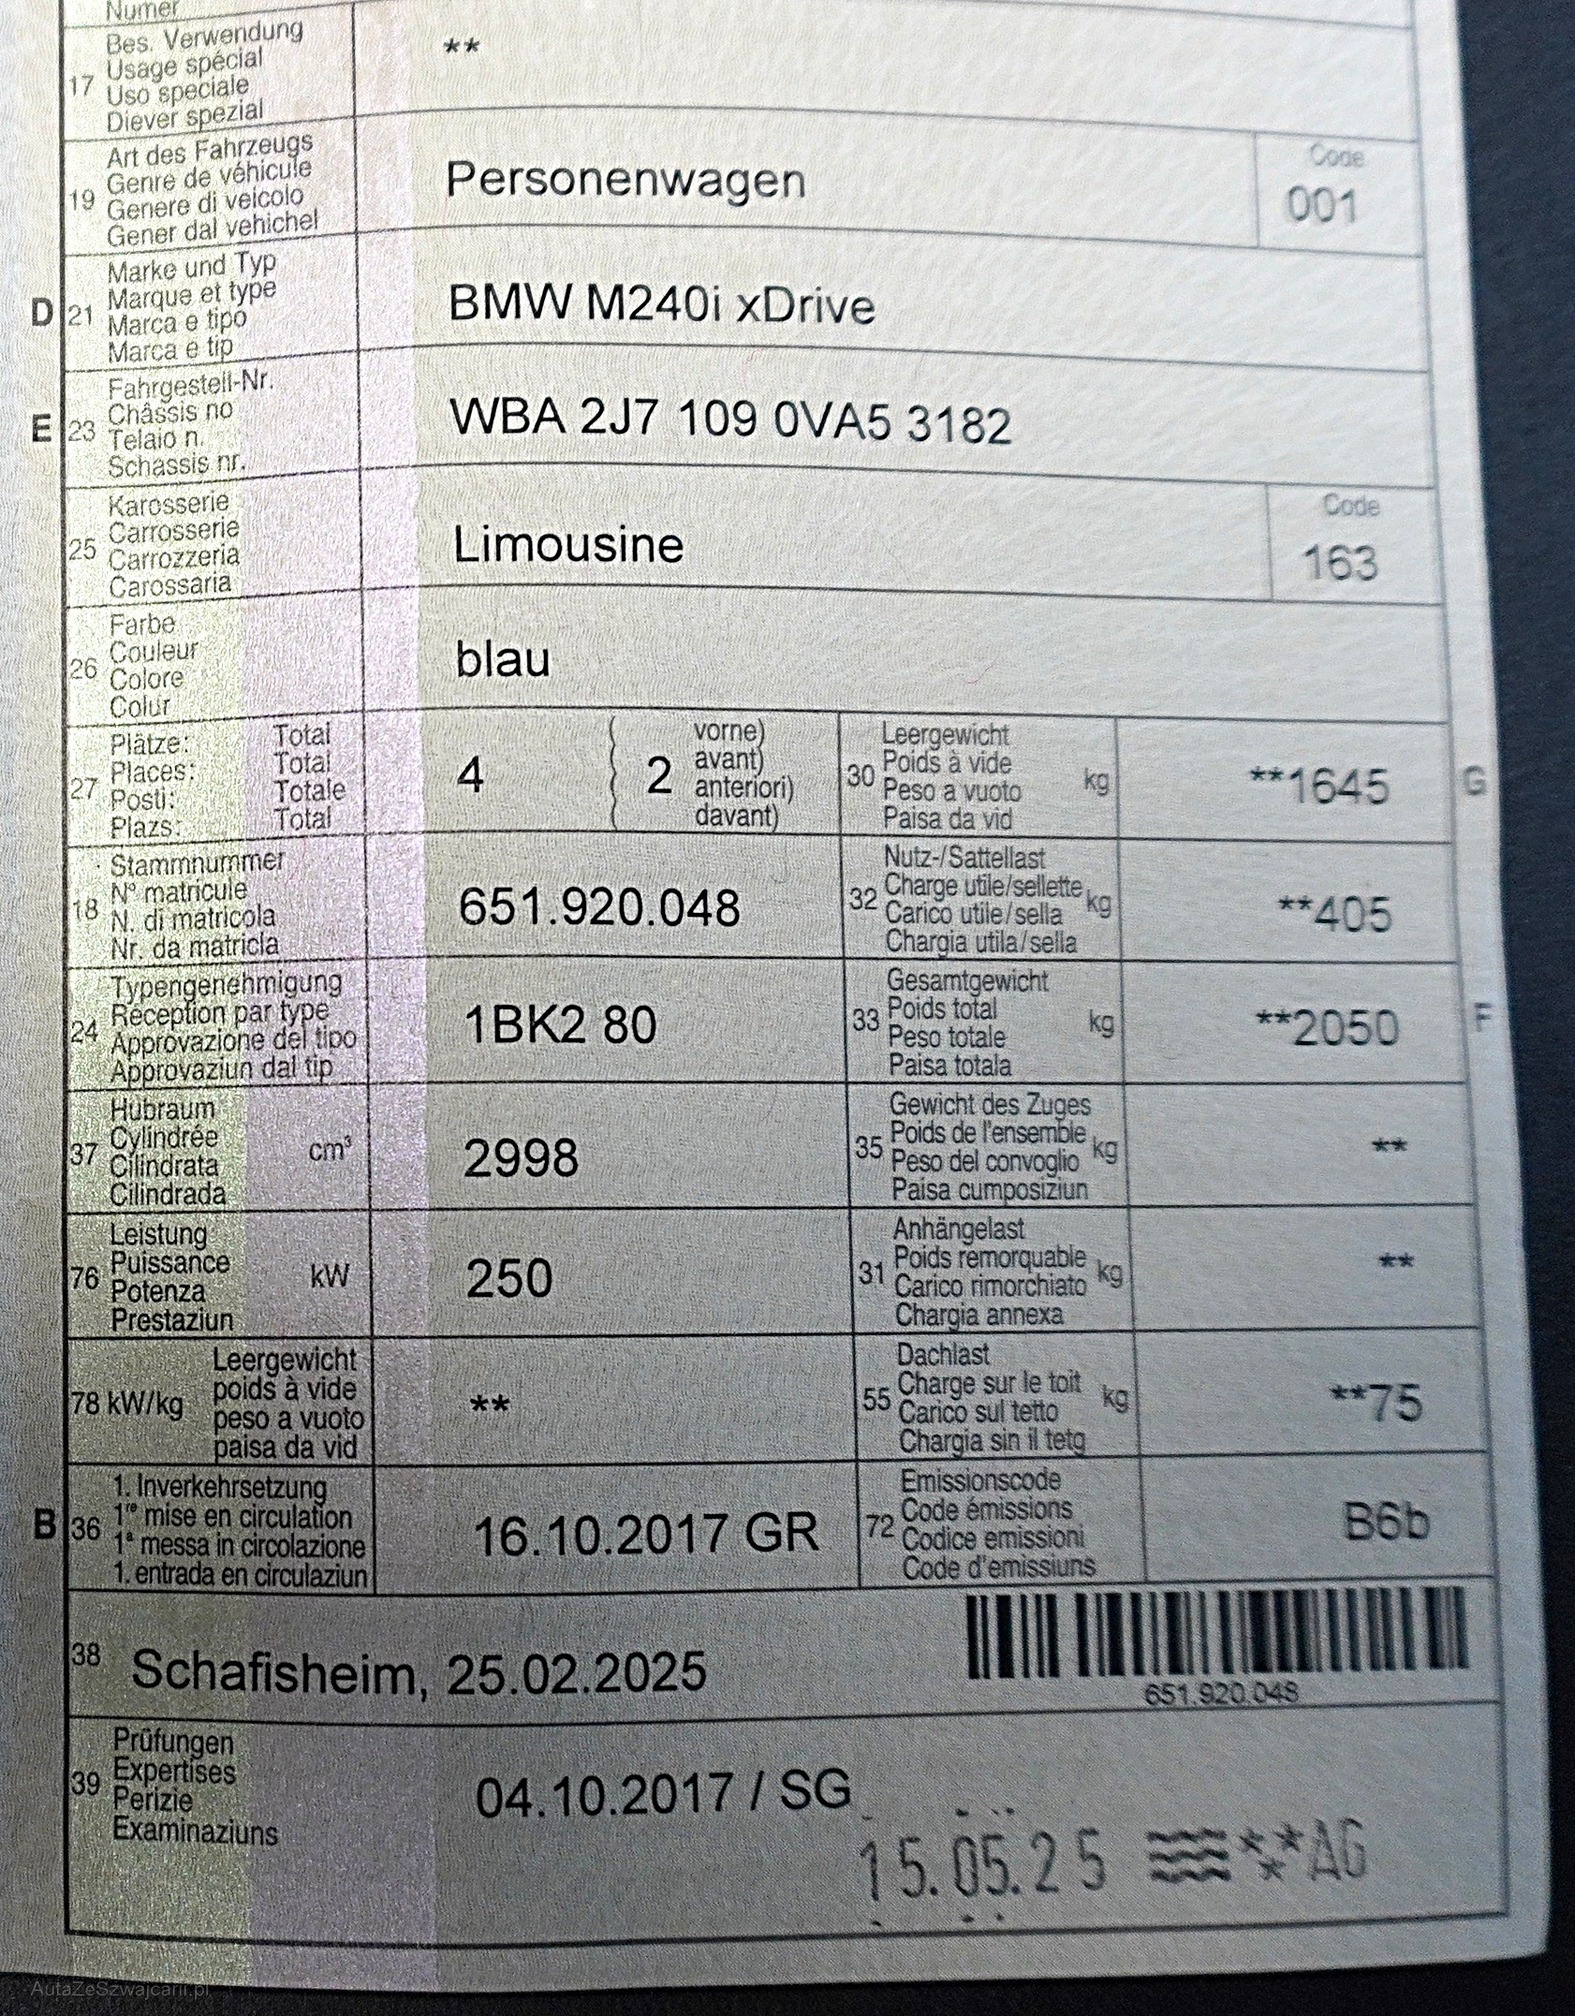 Numer
17 Bes. Verwendung
Usage spécial
Uso speciale
Diever spezial
**
19 Art des Fahrzeugs
Genre de véhicule
Genere di veicolo
Gener dal vehichel
Personenwagen
Code
001
D 21 Marke und Typ
Marque et type
Marca e tipo
Marca e tip
BMW M240i xDrive
E 23 Fahrgestell-Nr.
Châssis no
Telaio n.
Schassis nr.
WBA 2J7 109 0VA5 3182
25 Karosserie
Carrosserie
Carrozzeria
Carossaria
Limousine
Code
163
26 Farbe
Couleur
Colore
Colur
blau
27 Plätze: Total
Places: Total
Posti: Totale
Plazs: Total
4 ( 2 vorne)
avant)
anteriori)
davant)
30 Leergewicht
Poids à vide
Peso a vuoto
Paisa da vid
kg
**1645 G
18 Stammnummer
N° matricule
N. di matricola
Nr. da matricla
651.920.048
32 Nutz-/Sattellast
Charge utile/sellette
Carico utile/sella
Chargia utila/sella
kg
**405
24 Typengenehmigung
Réception par type
Approvazione del tipo
Approvaziun dal tip
1BK2 80
33 Gesamtgewicht
Poids total
Peso totale
Paisa totala
kg
**2050 F
37 Hubraum
Cylindrée
Cilindrata
Cilindrada
cm³
2998
35 Gewicht des Zuges
Poids de l'ensemble
Peso del convoglio
Paisa cumposiziun
kg
**
76 Leistung
Puissance
Potenza
Prestaziun
kW
250
31 Anhängelast
Poids remorquable
Carico rimorchiato
Chargia annexa
kg
**
78 kW/kg Leergewicht
poids à vide
peso a vuoto
paisa da vid
**
55 Dachlast
Charge sur le toit
Carico sul tetto
Chargia sin il tetg
kg
**75
B 36 1. Inverkehrsetzung
1re mise en circulation
1a messa in circolazione
1. entrada en circulaziun
16.10.2017 GR
72 Emissionscode
Code émissions
Codice emissioni
Code d'emissiuns
B6b
38 Schafisheim, 25.02.2025
651.920.048
39 Prüfungen
Expertises
Perizie
Examinaziuns
04.10.2017 / SG
15.05.25 AG
AutaZeSzwajcarii.pl